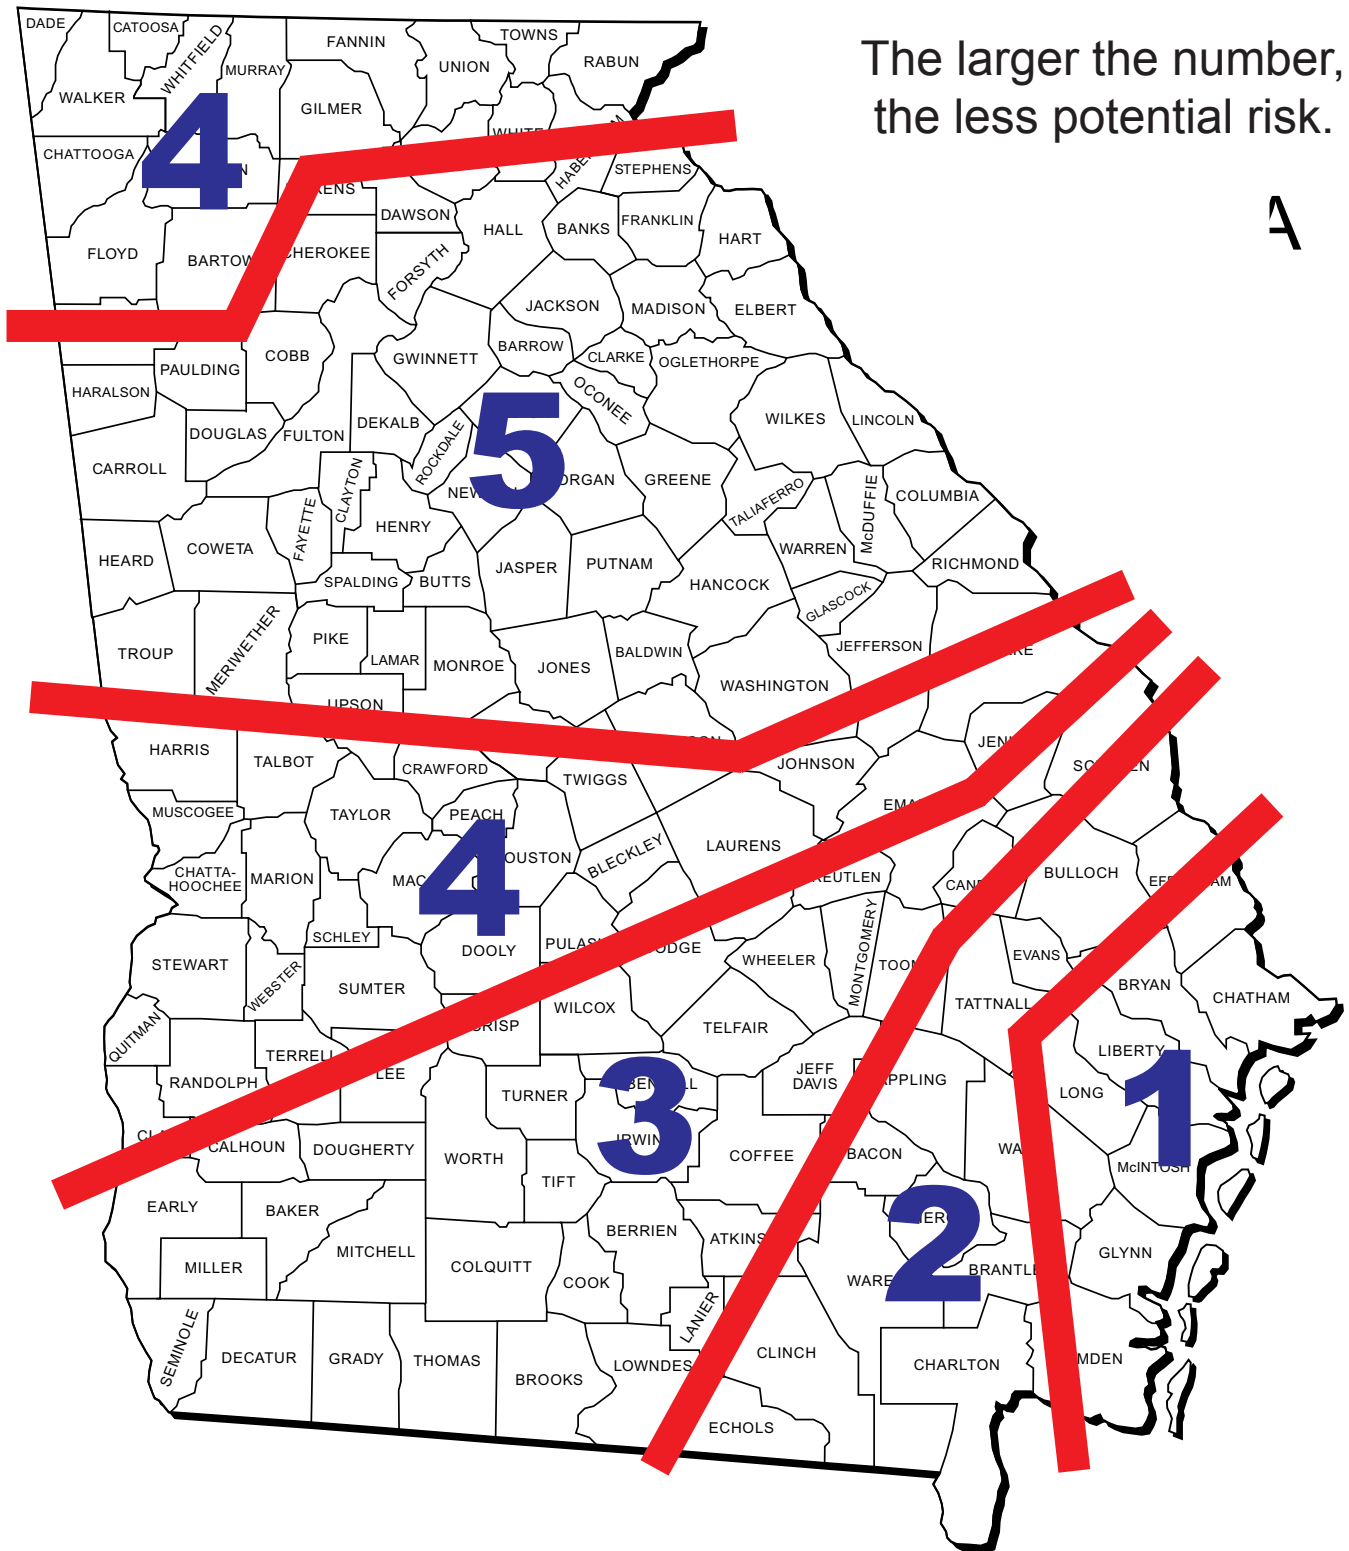 The larger the number,
the less potential risk.
A
DADE
CATOOSA
WHITFIELD
MURRAY
FANNIN
UNION
TOWNS
RABUN
WALKER
GILMER
4
CHATTOOGA
STEPHENS
DAWSON
HALL
BANKS
FRANKLIN
HART
FLOYD
BARTOW
CHEROKEE
FORSYTH
JACKSON
MADISON
ELBERT
COBB
PAULDING
GWINNETT
BARROW
CLARKE
OGLETHORPE
HARALSON
OCONEE
WILKES
LINCOLN
DOUGLAS
FULTON
DEKALB
ROCKDALE
5
CARROLL
CLAYTON
GREENE
TALIAFERRO
McDUFFIE
COLUMBIA
FAYETTE
HENRY
HEARD
COWETA
WARREN
RICHMOND
SPALDING
BUTTS
JASPER
PUTNAM
HANCOCK
GLASCOCK
TROUP
MERIWETHER
PIKE
LAMAR
MONROE
JONES
BALDWIN
JEFFERSON
WASHINGTON
UPSON
HARRIS
TALBOT
CRAWFORD
TWIGGS
JOHNSON
MUSCOGEE
TAYLOR
PEACH
LAURENS
BLECKLEY
4
CHATTA-
HOOCHEE
MARION
BULLOCH
SCHLEY
DOOLY
STEWART
WEBSTER
SUMTER
WHEELER
MONTGOMERY
EVANS
QUITMAN
WILCOX
TATTNALL
BRYAN
CHATHAM
TELFAIR
TERRELL
LEE
LIBERTY
RANDOLPH
TURNER
3
JEFF
DAVIS
LONG
1
CALHOUN
DOUGHERTY
WORTH
IRWIN
COFFEE
BACON
McINTOSH
TIFT
EARLY
BAKER
2
BERRIEN
MITCHELL
COLQUITT
COOK
GLYNN
MILLER
WARE
LANIER
SEMINOLE
DECATUR
GRADY
THOMAS
BROOKS
LOWNDES
CLINCH
CHARLTON
ECHOLS